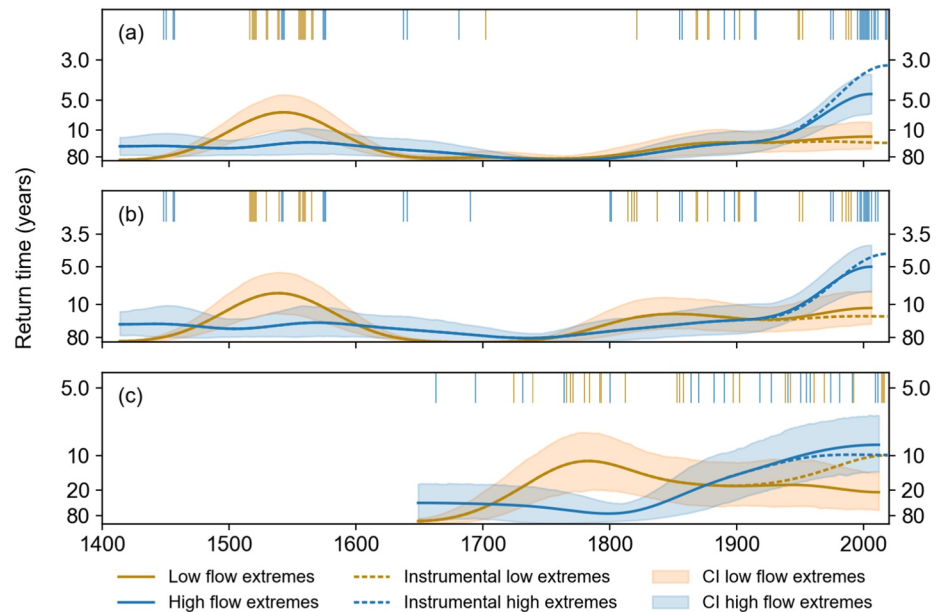 (a)
3.0 3.0
5.0 5.0
10 10
80 80
(b)
3.5 3.5
5.0 5.0
10 10
80 80
Return time (years)
(c)
5.0 5.0
10 10
20 20
80 80
1400 1500 1600 1700 1800 1900 2000
Low flow extremes Instrumental low extremes CI low flow extremes
High flow extremes Instrumental high extremes CI high flow extremes